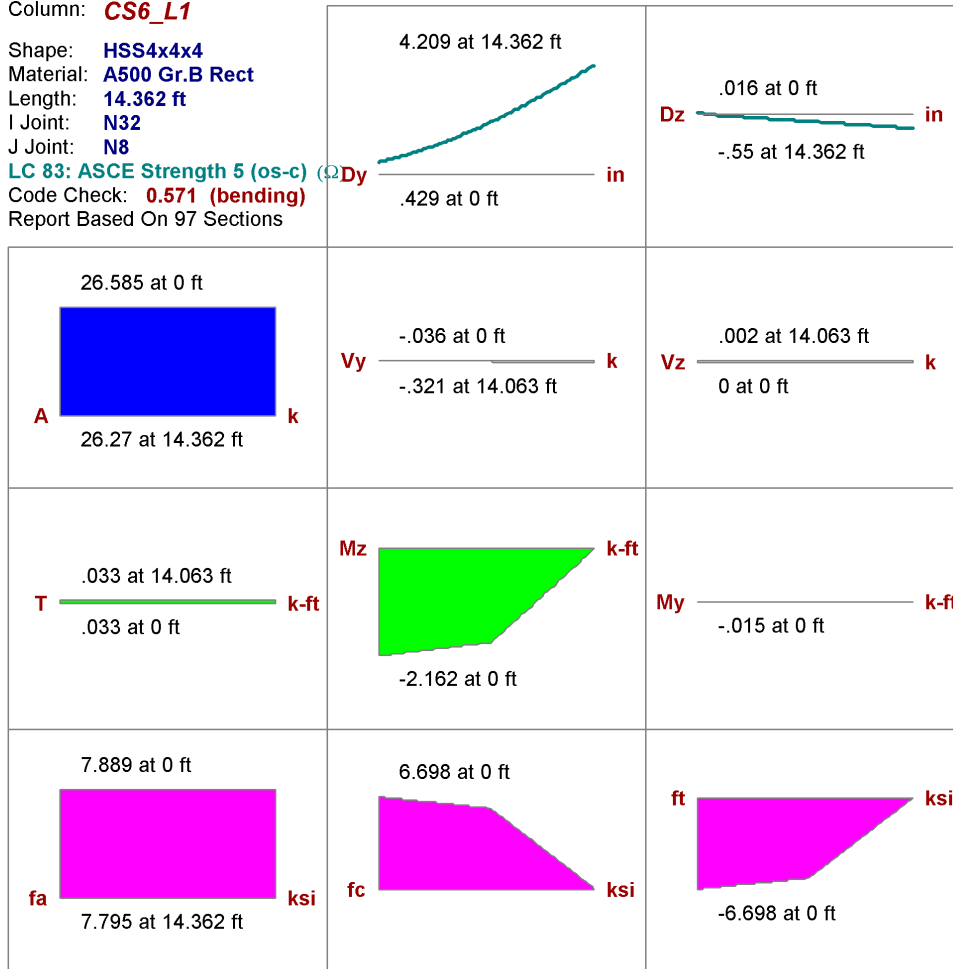 Column: CS6_L1
Shape: HSS4x4x4
Material: A500 Gr.B Rect
Length: 14.362 ft
I Joint: N32
J Joint: N8
LC 83: ASCE Strength 5 (os-c) (Ω)
Code Check: 0.571 (bending)
Report Based On 97 Sections
4.209 at 14.362 ft
Dy in
.429 at 0 ft
.016 at 0 ft
Dz in
-.55 at 14.362 ft
26.585 at 0 ft
A k
26.27 at 14.362 ft
-.036 at 0 ft
Vy k
-.321 at 14.063 ft
.002 at 14.063 ft
Vz k
0 at 0 ft
.033 at 14.063 ft
T k-ft
.033 at 0 ft
Mz k-ft
-2.162 at 0 ft
My k-ft
-.015 at 0 ft
7.889 at 0 ft
fa ksi
7.795 at 14.362 ft
6.698 at 0 ft
fc ksi
ft ksi
-6.698 at 0 ft